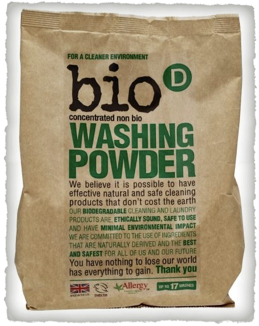 FOR A CLEANER ENVIRONMENT
bio D
concentrated non bio
WASHING
POWDER
We believe it is possible to have
effective natural and safe cleaning
products that don't cost the earth
OUR BIODEGRADABLE CLEANING AND LAUNDRY
PRODUCTS ARE ETHICALLY SOUND, SAFE TO USE
AND HAVE MINIMAL ENVIRONMENTAL IMPACT
WE ARE COMMITTED TO THE USE OF INGREDIENTS
THAT ARE NATURALLY DERIVED AND THE BEST
AND SAFEST FOR ALL OF US AND OUR FUTURE
You have nothing to lose our world
has everything to gain. Thank you
Allergy
UP TO 17 WASHES